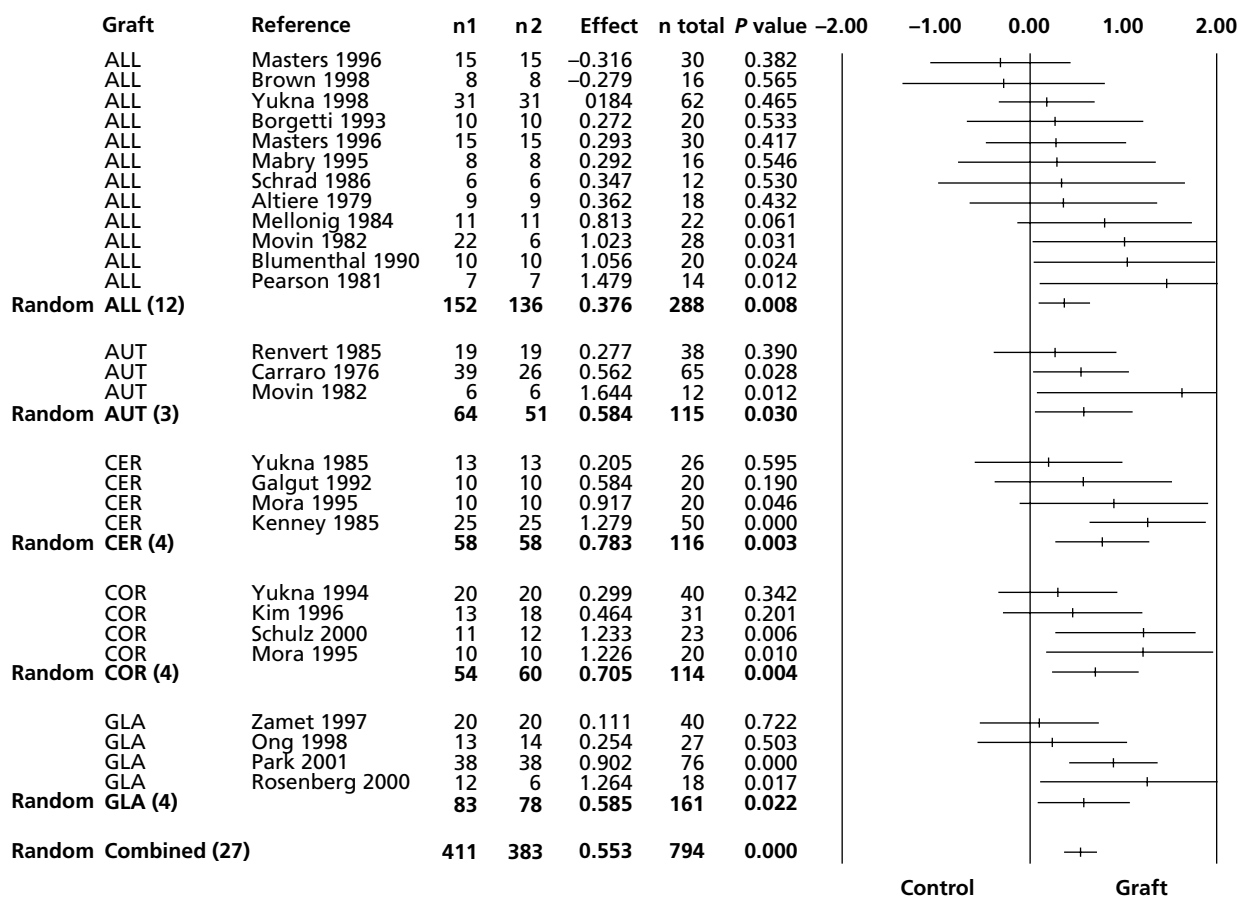 Graft Reference n1 n2 Effect n total P value −2.00 −1.00 0.00 1.00 2.00
ALL Masters 1996 15 15 −0.316 30 0.382
ALL Brown 1998 8 8 −0.279 16 0.565
ALL Yukna 1998 31 31 0184 62 0.465
ALL Borgetti 1993 10 10 0.272 20 0.533
ALL Masters 1996 15 15 0.293 30 0.417
ALL Mabry 1995 8 8 0.292 16 0.546
ALL Schrad 1986 6 6 0.347 12 0.530
ALL Altiere 1979 9 9 0.362 18 0.432
ALL Mellonig 1984 11 11 0.813 22 0.061
ALL Movin 1982 22 6 1.023 28 0.031
ALL Blumenthal 1990 10 10 1.056 20 0.024
ALL Pearson 1981 7 7 1.479 14 0.012
Random ALL (12) 152 136 0.376 288 0.008
AUT Renvert 1985 19 19 0.277 38 0.390
AUT Carraro 1976 39 26 0.562 65 0.028
AUT Movin 1982 6 6 1.644 12 0.012
Random AUT (3) 64 51 0.584 115 0.030
CER Yukna 1985 13 13 0.205 26 0.595
CER Galgut 1992 10 10 0.584 20 0.190
CER Mora 1995 10 10 0.917 20 0.046
CER Kenney 1985 25 25 1.279 50 0.000
Random CER (4) 58 58 0.783 116 0.003
COR Yukna 1994 20 20 0.299 40 0.342
COR Kim 1996 13 18 0.464 31 0.201
COR Schulz 2000 11 12 1.233 23 0.006
COR Mora 1995 10 10 1.226 20 0.010
Random COR (4) 54 60 0.705 114 0.004
GLA Zamet 1997 20 20 0.111 40 0.722
GLA Ong 1998 13 14 0.254 27 0.503
GLA Park 2001 38 38 0.902 76 0.000
GLA Rosenberg 2000 12 6 1.264 18 0.017
Random GLA (4) 83 78 0.585 161 0.022
Random Combined (27) 411 383 0.553 794 0.000
Control Graft